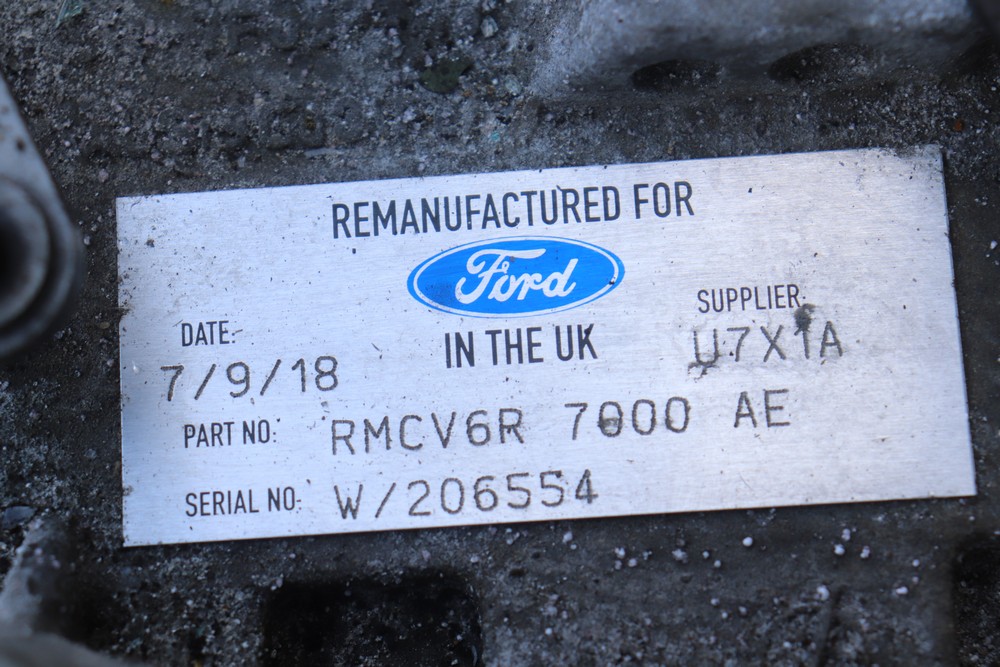 REMANUFACTURED FOR
Ford
IN THE UK
DATE:
7/9/18
SUPPLIER:
U7X1A
PART NO: RMCV6R 7000 AE
SERIAL NO: W/206554